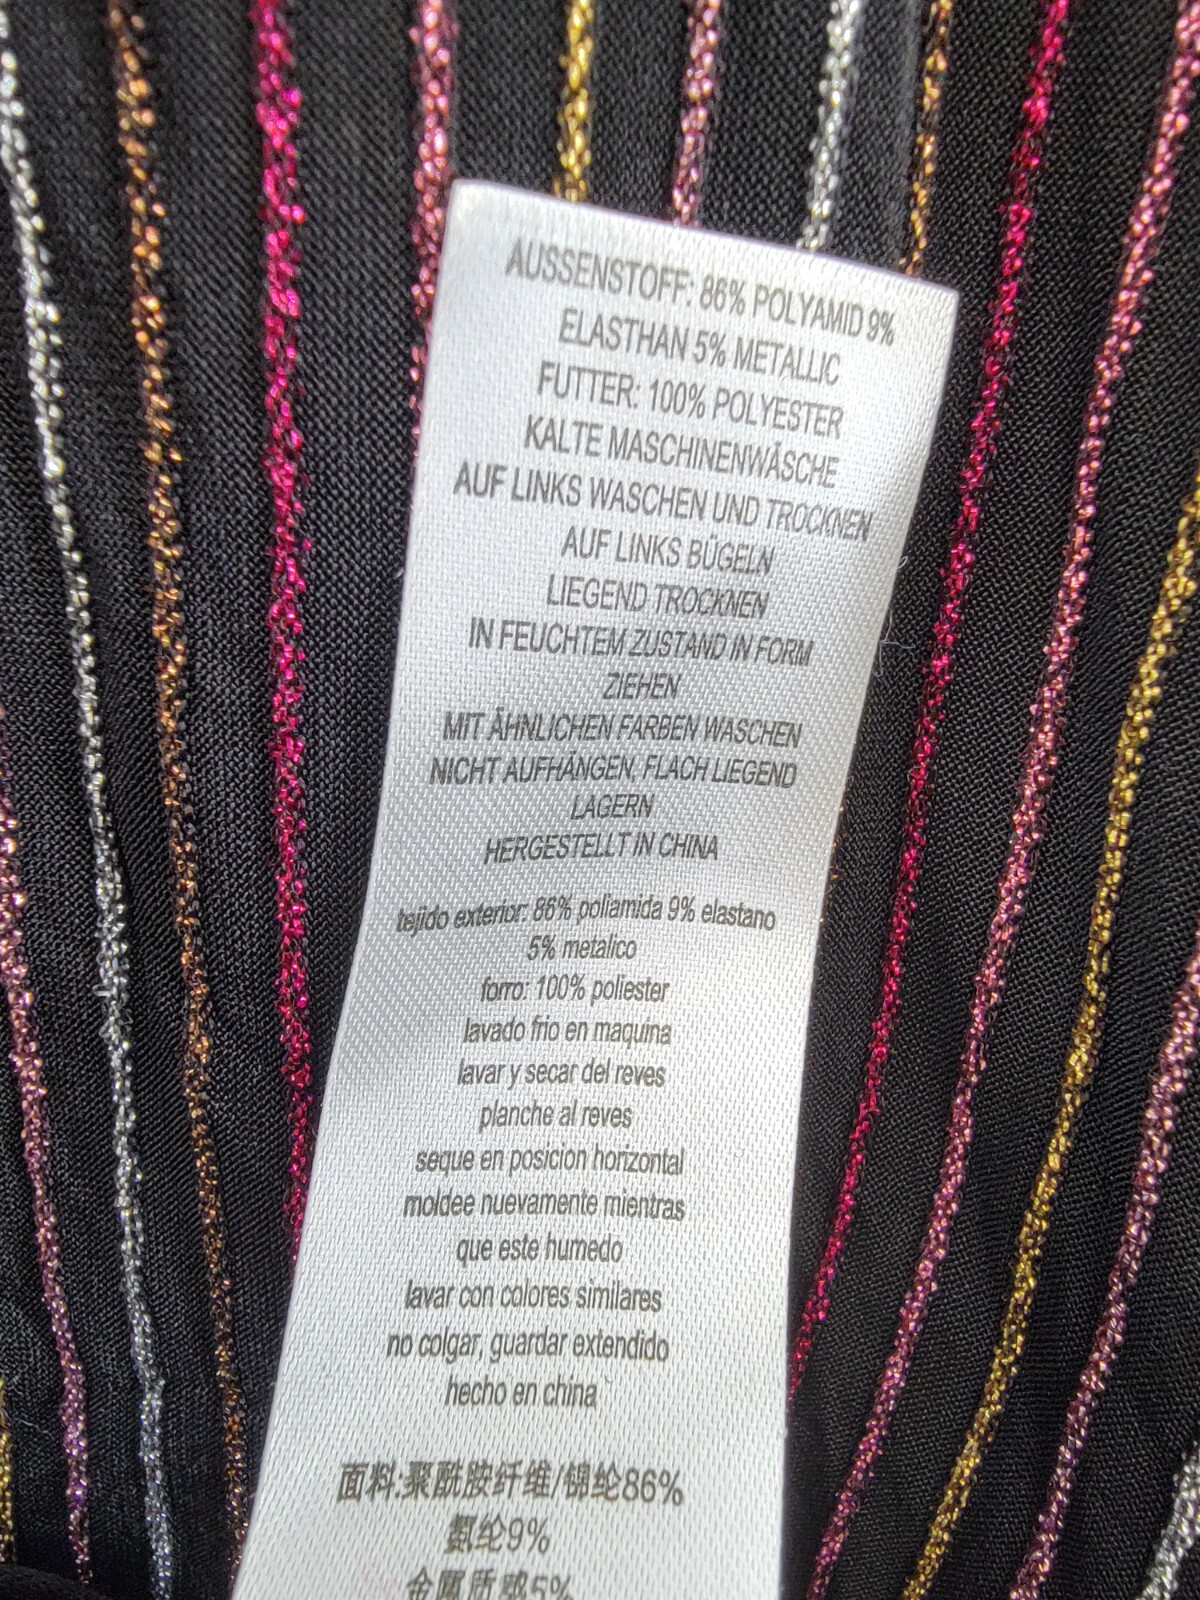 AUSSENSTOFF: 86% POLYAMID 9%
ELASTHAN 5% METALLIC
FUTTER: 100% POLYESTER
KALTE MASCHINENWÄSCHE
AUF LINKS WASCHEN UND TROCKNEN
AUF LINKS BÜGELN
LIEGEND TROCKNEN
IN FEUCHTEM ZUSTAND IN FORM
ZIEHEN
MIT ÄHNLICHEN FARBEN WASCHEN
NICHT AUFHÄNGEN, FLACH LIEGEND
LAGERN
HERGESTELLT IN CHINA
tejido exterior: 86% poliamida 9% elastano
5% metalico
forro: 100% poliester
lavado frio en maquina
lavar y secar del reves
planche al reves
seque en posicion horizontal
moldee nuevamente mientras
que este humedo
lavar con colores similares
no colgar, guardar extendido
hecho en china
面料:聚酰胺纤维/锦纶86%
氨纶9%
金属质感5%